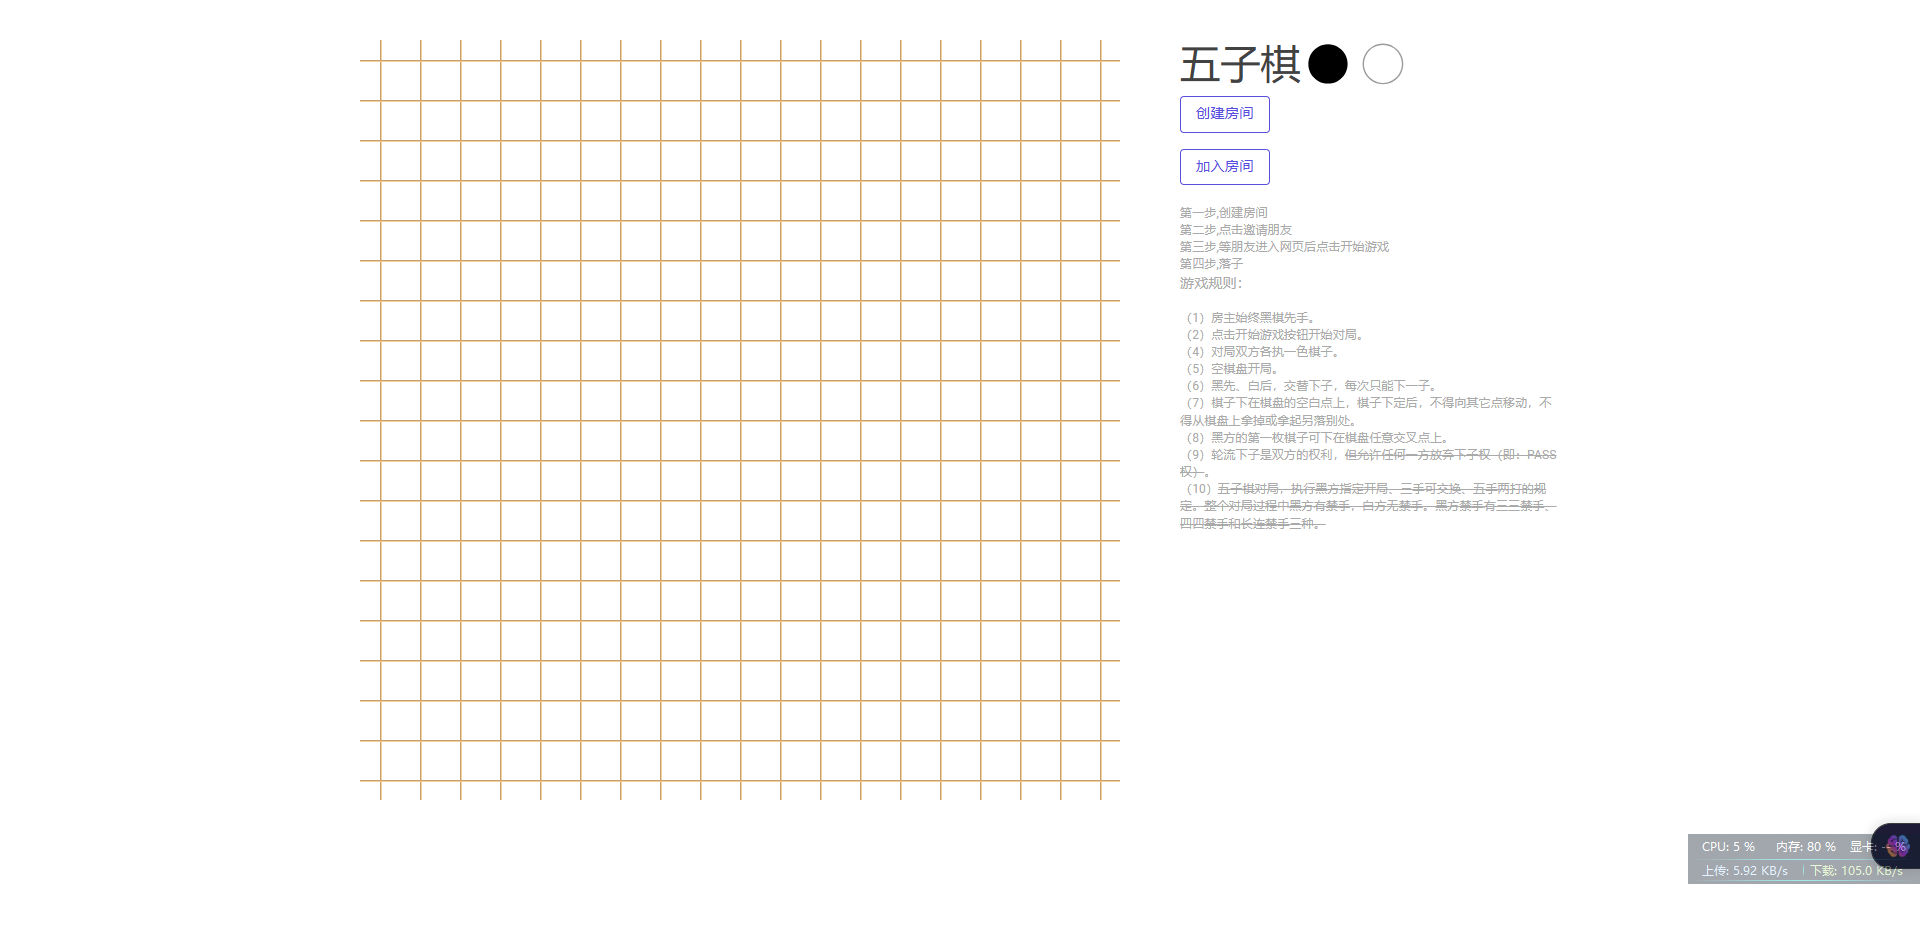 五子棋
创建房间
加入房间
第一步,创建房间
第二步,点击邀请朋友
第三步,等朋友进入网页后点击开始游戏
第四步,落子
游戏规则：
（1）房主始终黑棋先手。
（2）点击开始游戏按钮开始对局。
（4）对局双方各执一色棋子。
（5）空棋盘开局。
（6）黑先、白后，交替下子，每次只能下一子。
（7）棋子下在棋盘的空白点上，棋子下定后，不得向其它点移动，不
得从棋盘上拿掉或拿起另落别处。
（8）黑方的第一枚棋子可下在棋盘任意交叉点上。
（9）轮流下子是双方的权利，但允许任何一方放弃下子权（即：PASS
权）。
（10）五子棋对局，执行黑方指定开局、三手可交换、五手两打的规
定。整个对局过程中黑方有禁手，白方无禁手。黑方禁手有三三禁手、
四四禁手和长连禁手三种。
CPU: 5 % 内存: 80 % 显卡: -- %
上传: 5.92 KB/s 下载: 105.0 KB/s